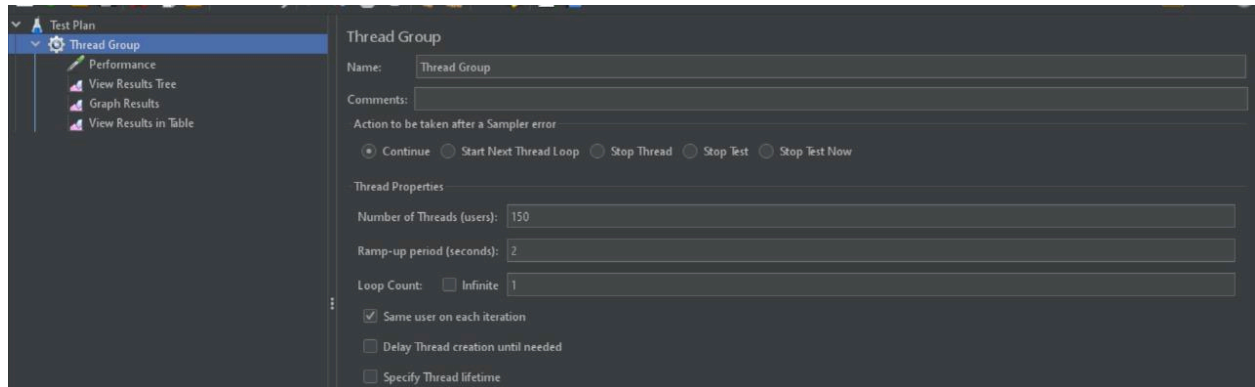 Test Plan
Thread Group
Performance
View Results Tree
Graph Results
View Results in Table
Thread Group
Name: Thread Group
Comments:
Action to be taken after a Sampler error
Continue Start Next Thread Loop Stop Thread Stop Test Stop Test Now
Thread Properties
Number of Threads (users): 150
Ramp-up period (seconds): 2
Loop Count: Infinite 1
Same user on each iteration
Delay Thread creation until needed
Specify Thread lifetime